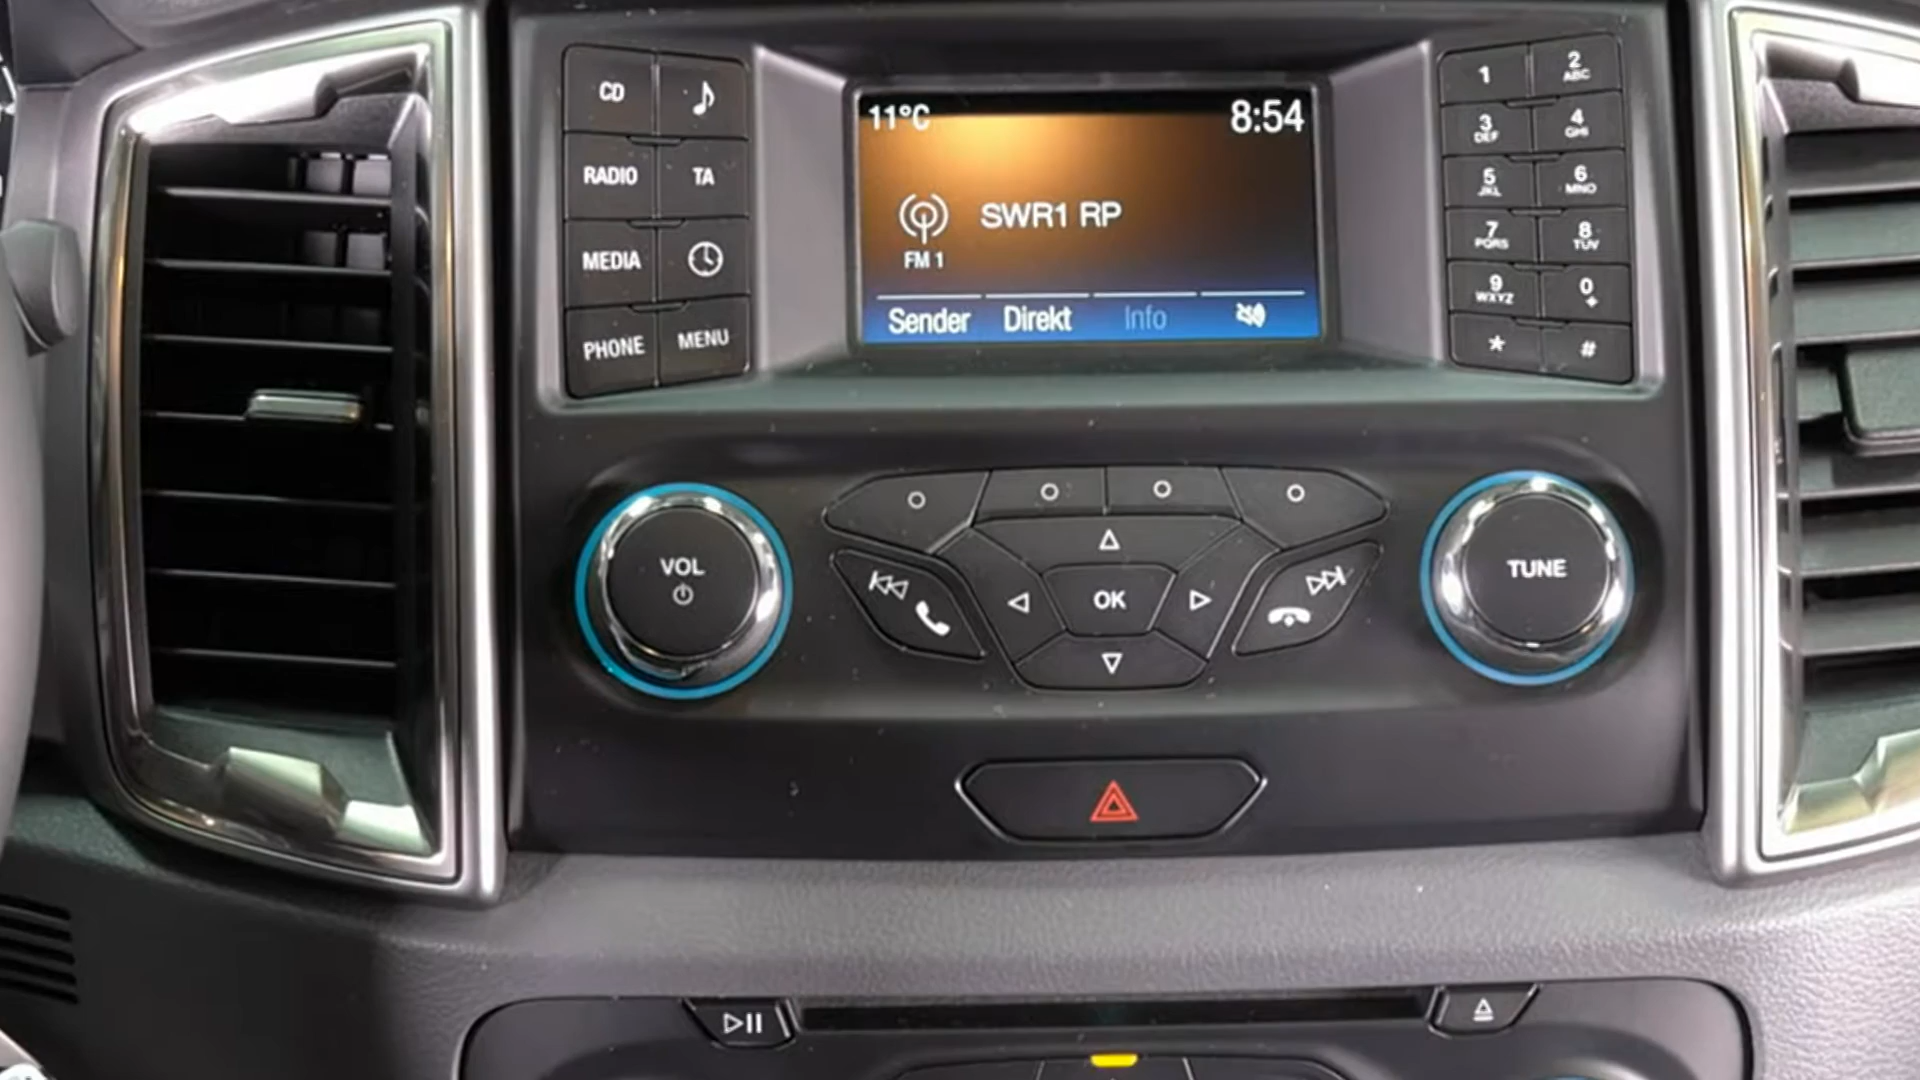 CD
RADIO TA
MEDIA
PHONE MENU
11°C 8:54
SWR1 RP
FM 1
Sender Direkt Info
1 2 ABC
3 DEF 4 GHI
5 JKL 6 MNO
7 PQRS 8 TUV
9 WXYZ 0 +
* #
VOL
OK
TUNE